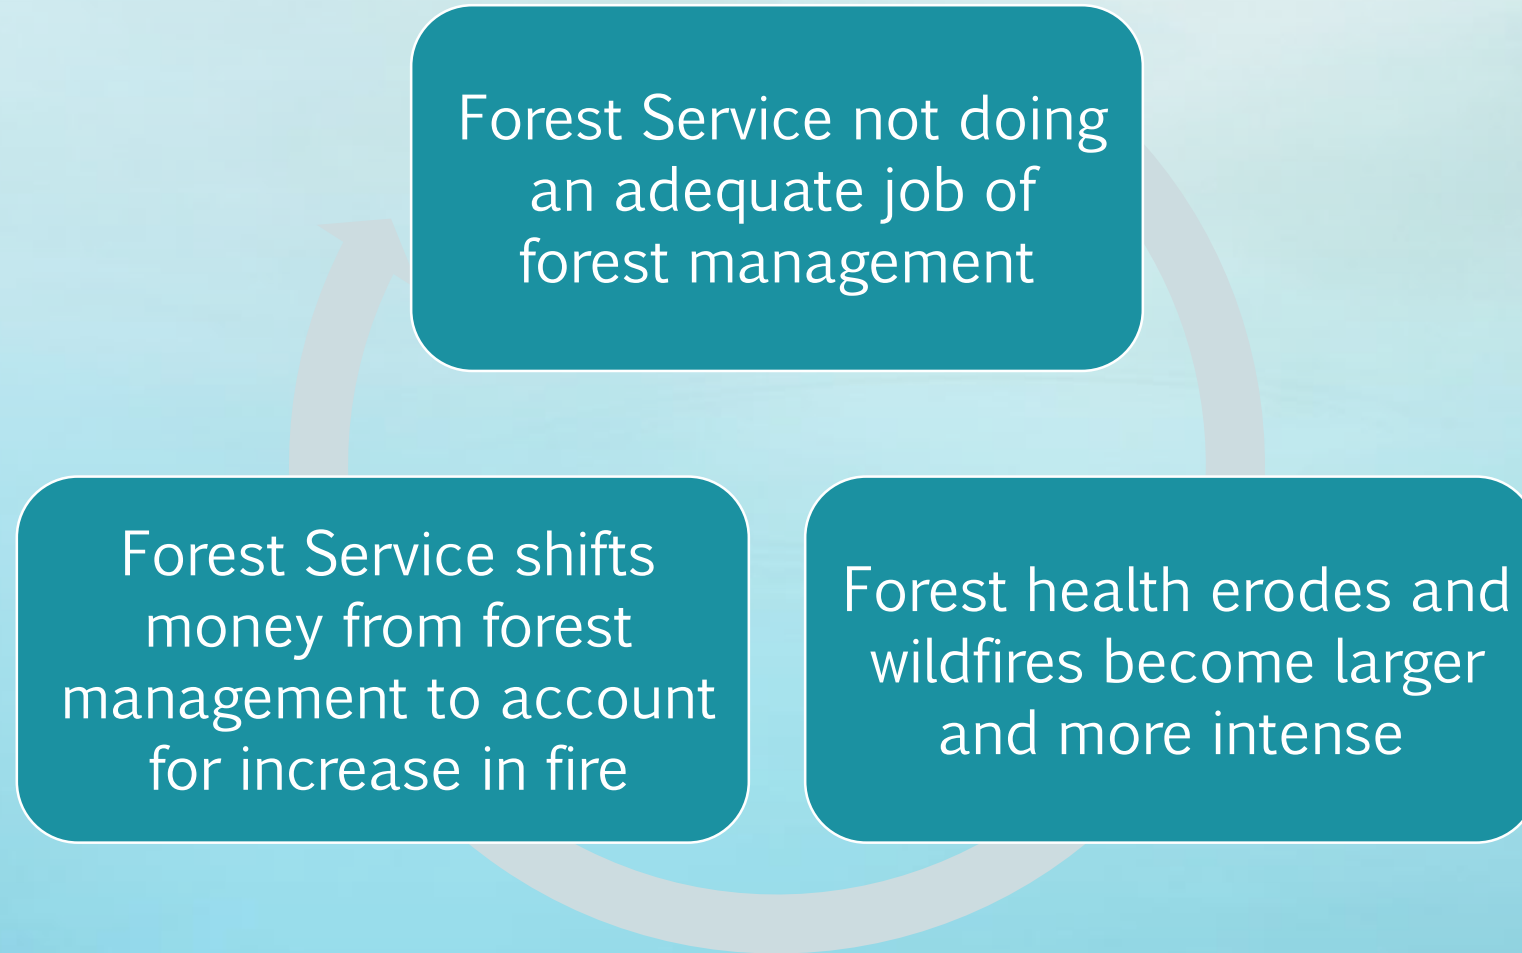 Forest Service not doing
an adequate job of
forest management
Forest health erodes and
wildfires become larger
and more intense
Forest Service shifts
money from forest
management to account
for increase in fire